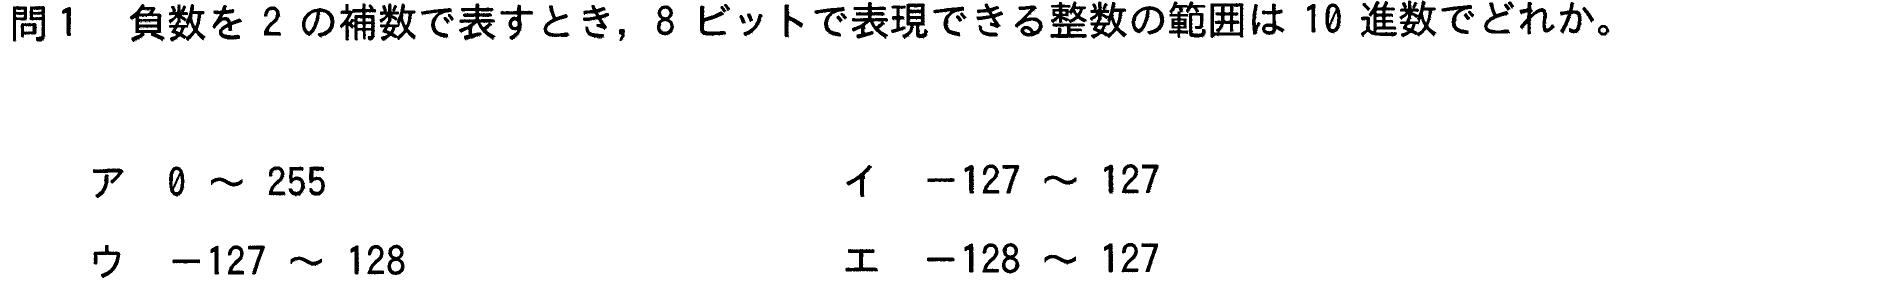 問1 負数を 2 の補数で表すとき，8 ビットで表現できる整数の範囲は 10 進数でどれか。
ア 0 ～ 255 イ －127 ～ 127
ウ －127 ～ 128 エ －128 ～ 127